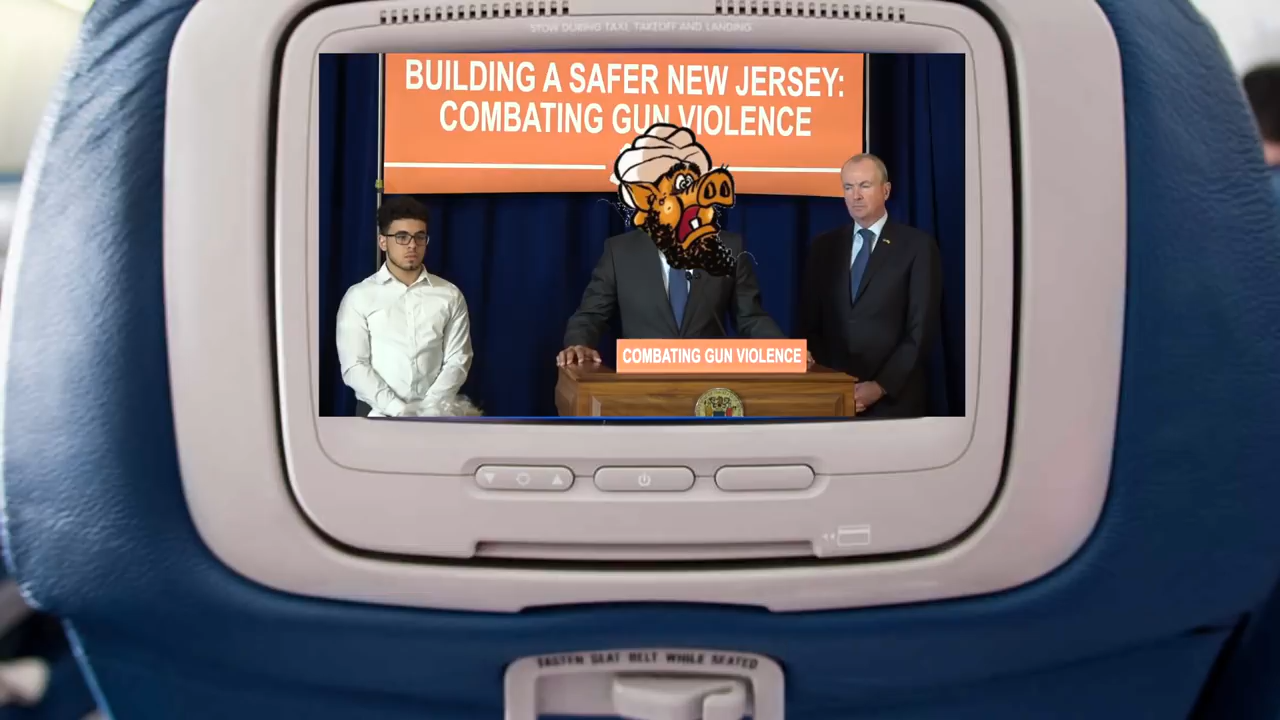 STOW DURING TAXI, TAKEOFF AND LANDING
BUILDING A SAFER NEW JERSEY:
COMBATING GUN VIOLENCE
COMBATING GUN VIOLENCE
FASTEN SEAT BELT WHILE SEATED